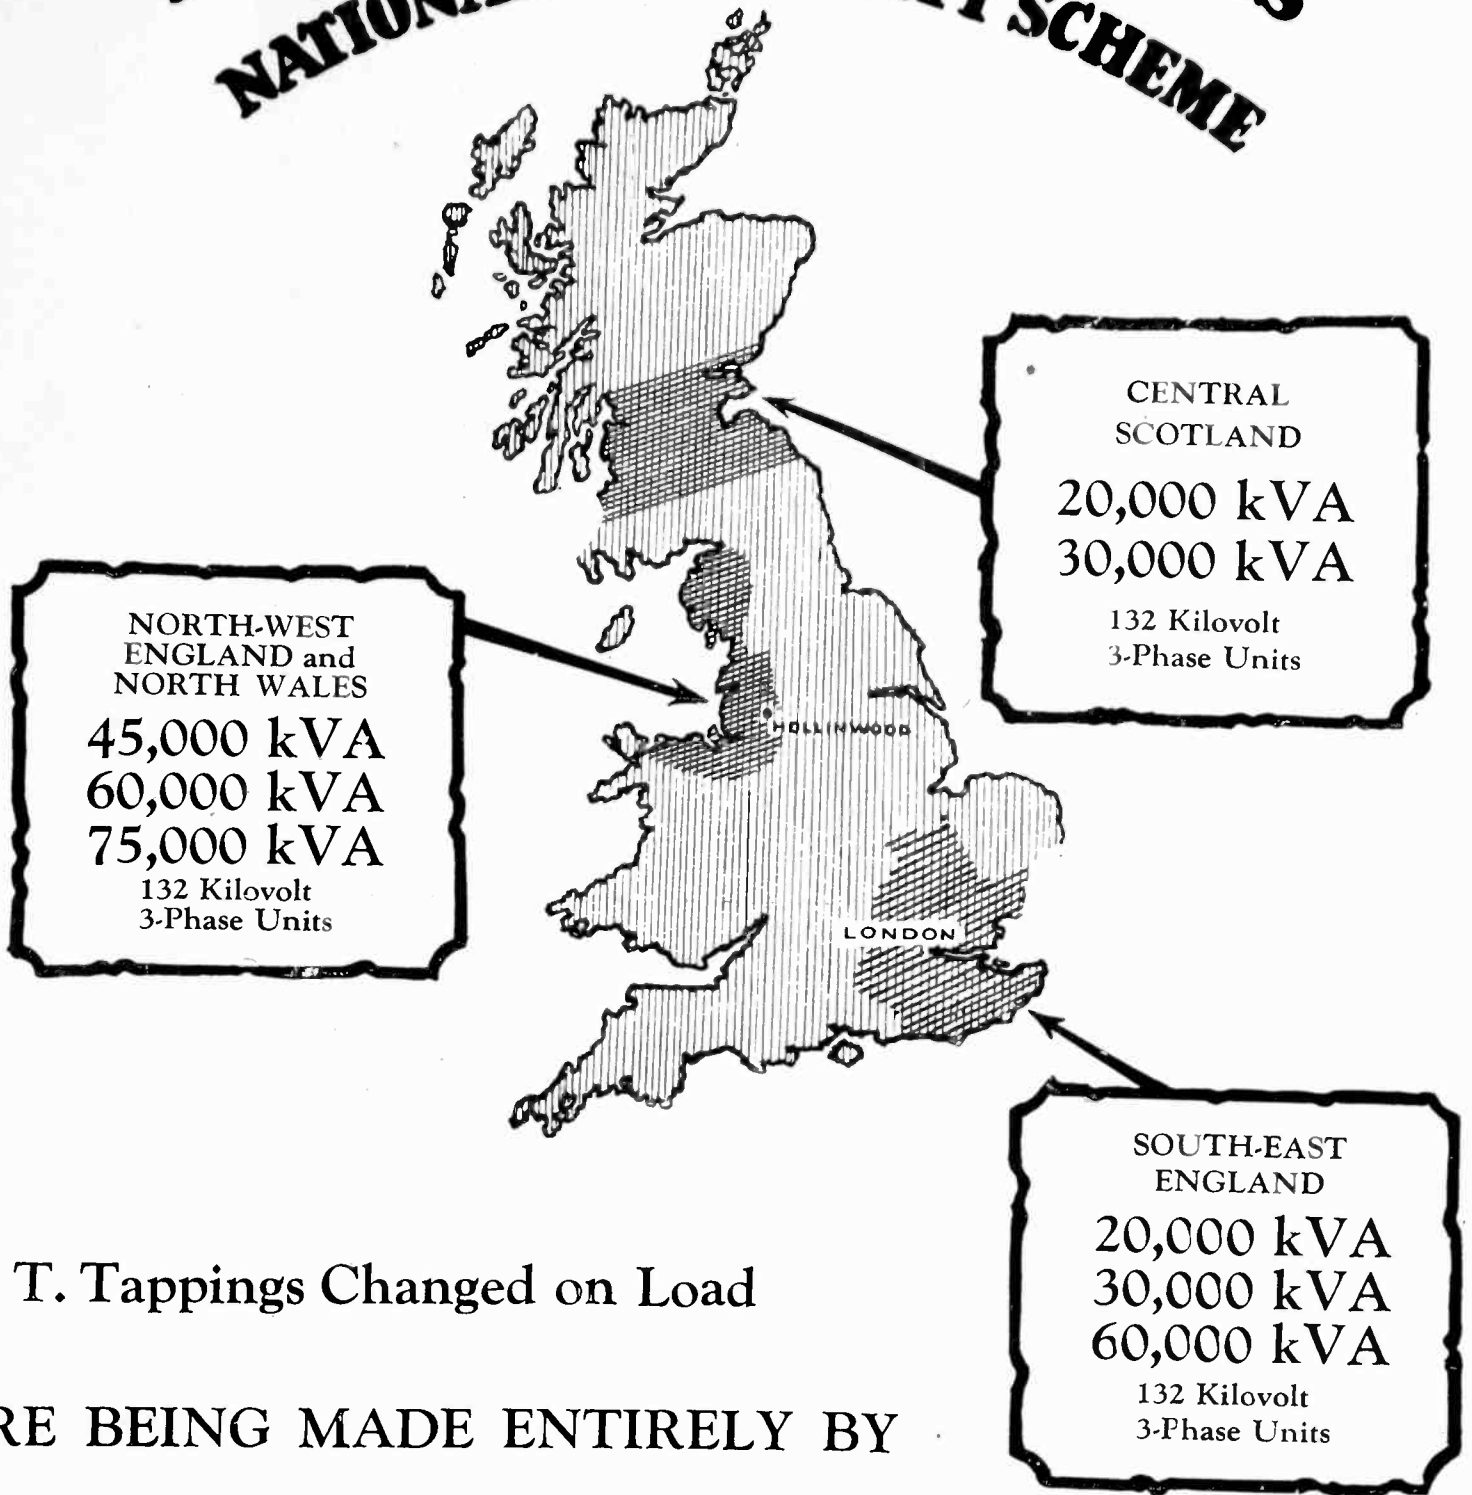 SCHEME
CENTRAL
SCOTLAND
20,000 kVA
30,000 kVA
132 Kilovolt
3-Phase Units
NORTH-WEST
ENGLAND and
NORTH WALES
45,000 kVA
60,000 kVA
75,000 kVA
132 Kilovolt
3-Phase Units
HOLLINWOOD
LONDON
SOUTH-EAST
ENGLAND
20,000 kVA
30,000 kVA
60,000 kVA
132 Kilovolt
3-Phase Units
T. Tappings Changed on Load
RE BEING MADE ENTIRELY BY